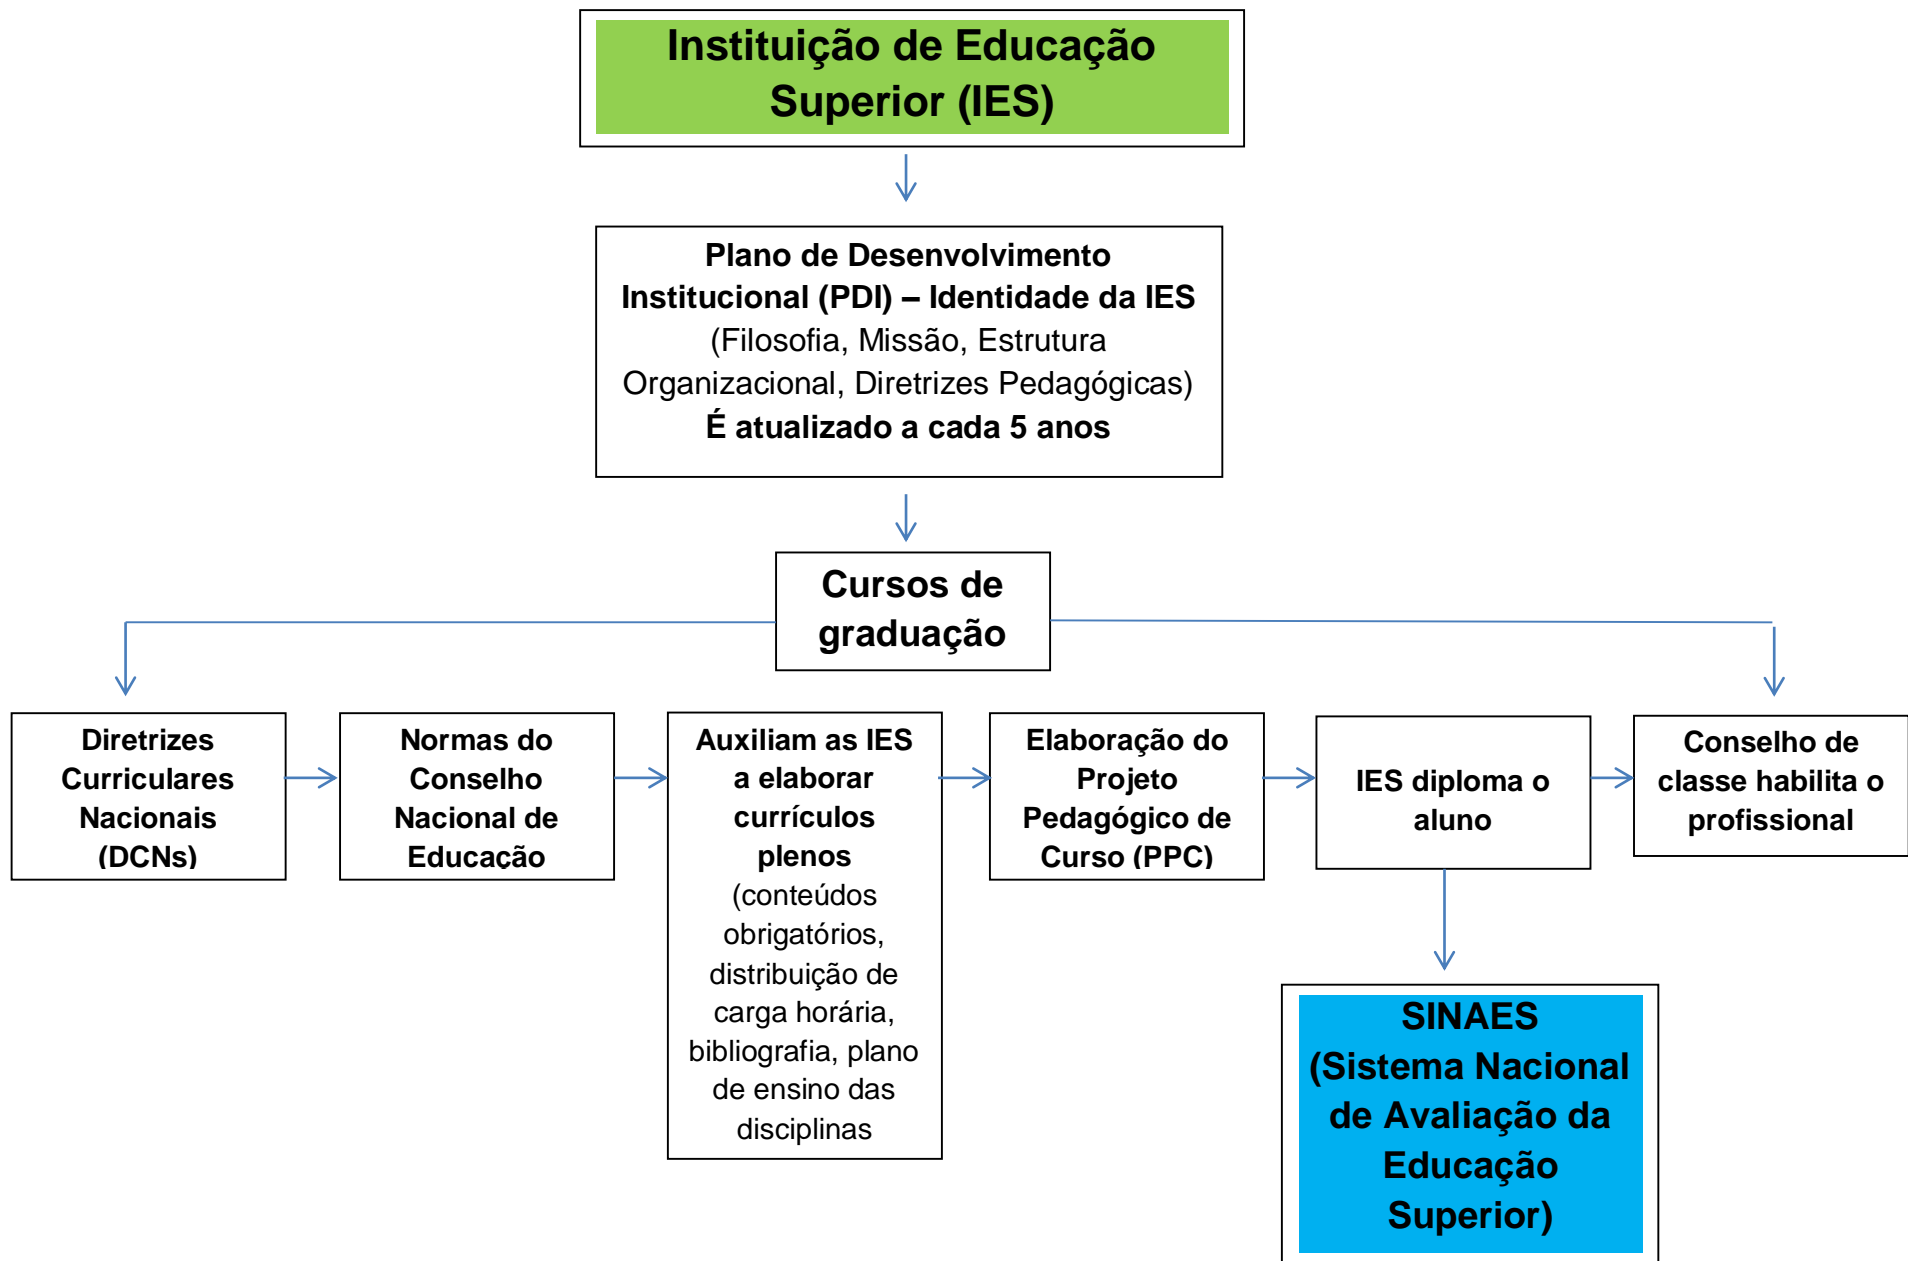 Instituição de Educação
Superior (IES)
Plano de Desenvolvimento
Institucional (PDI) – Identidade da IES
(Filosofia, Missão, Estrutura
Organizacional, Diretrizes Pedagógicas)
É atualizado a cada 5 anos
Cursos de
graduação
Diretrizes
Curriculares
Nacionais
(DCNs)
Normas do
Conselho
Nacional de
Educação
Auxiliam as IES
a elaborar
currículos
plenos
(conteúdos
obrigatórios,
distribuição de
carga horária,
bibliografia, plano
de ensino das
disciplinas
Elaboração do
Projeto
Pedagógico de
Curso (PPC)
IES diploma o
aluno
Conselho de
classe habilita o
profissional
SINAES
(Sistema Nacional
de Avaliação da
Educação
Superior)